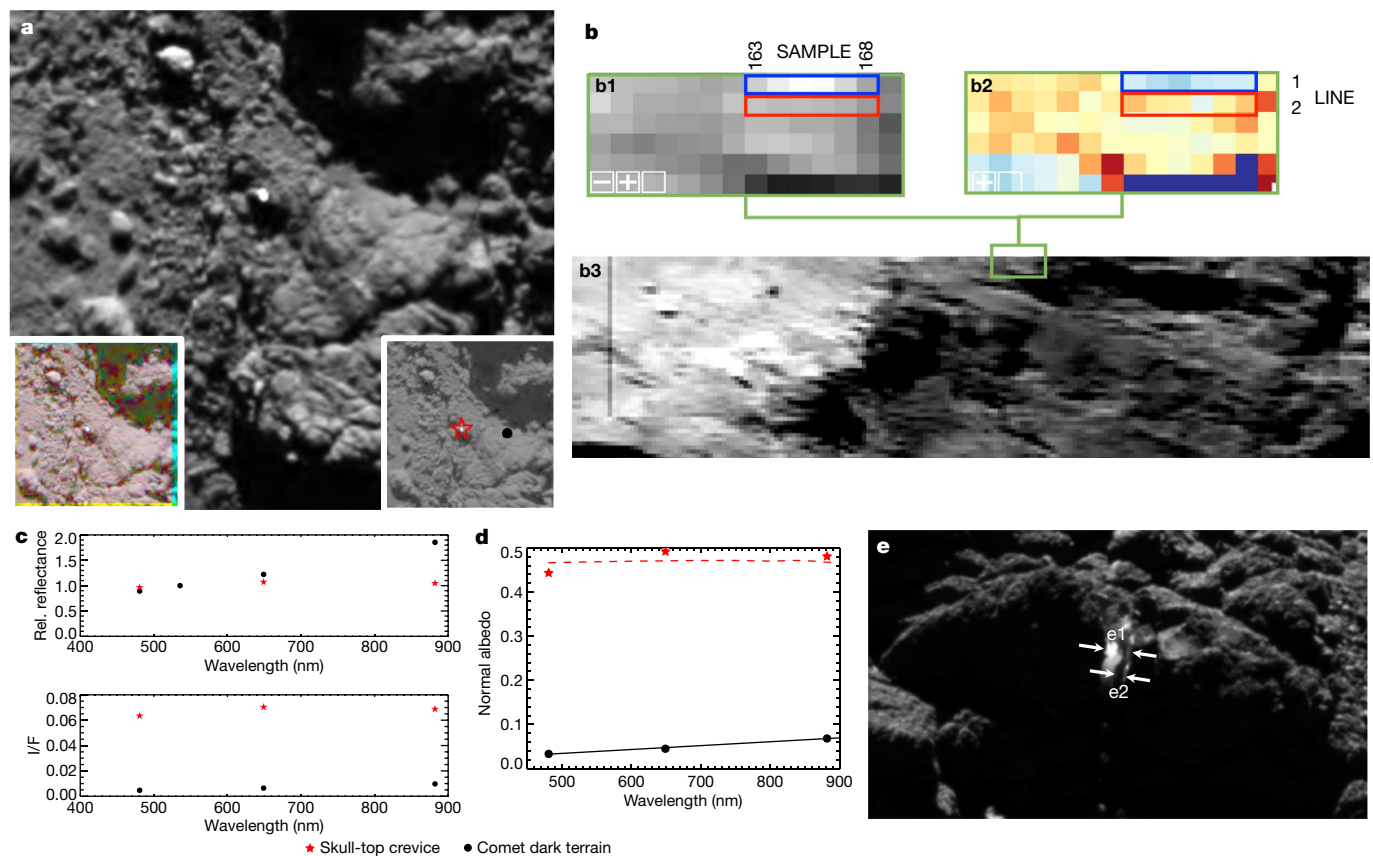 a
b
163
SAMPLE
168
b1
b2
1
2
LINE
b3
c
2.0
1.5
1.0
0.5
0.0
Rel. reflectance
400 500 600 700 800 900
Wavelength (nm)
0.08
0.06
0.04
0.02
0.00
I/F
400 500 600 700 800 900
Wavelength (nm)
d
0.5
0.4
0.3
0.2
0.1
0.0
Normal albedo
500 600 700 800 900
Wavelength (nm)
e
e1
e2
Skull-top crevice Comet dark terrain